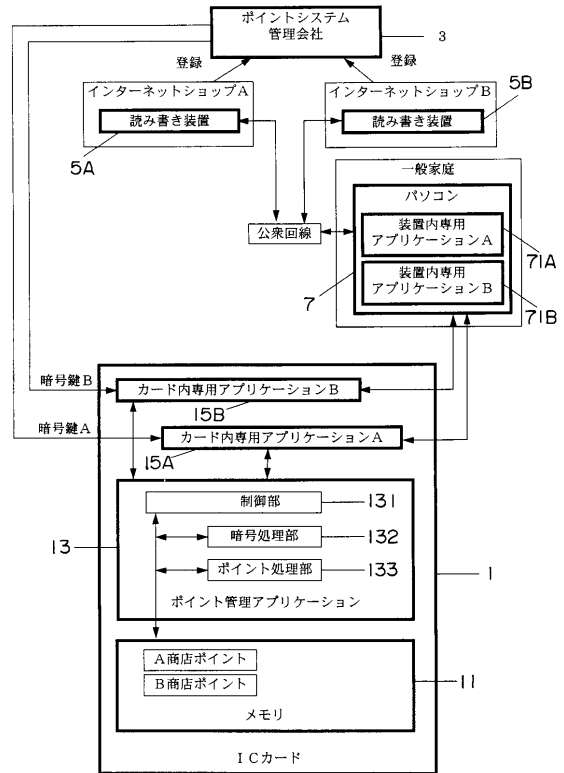 ポイントシステム
管理会社
3
登録
登録
インターネットショップA
インターネットショップB
読み書き装置
読み書き装置
5A
5B
一般家庭
パソコン
公衆回線
装置内専用
アプリケーションA
71A
装置内専用
アプリケーションB
71B
7
暗号鍵B
カード内専用アプリケーションB
15B
暗号鍵A
カード内専用アプリケーションA
15A
制御部
131
13
暗号処理部
132
ポイント処理部
133
1
ポイント管理アプリケーション
A商店ポイント
B商店ポイント
11
メモリ
ICカード